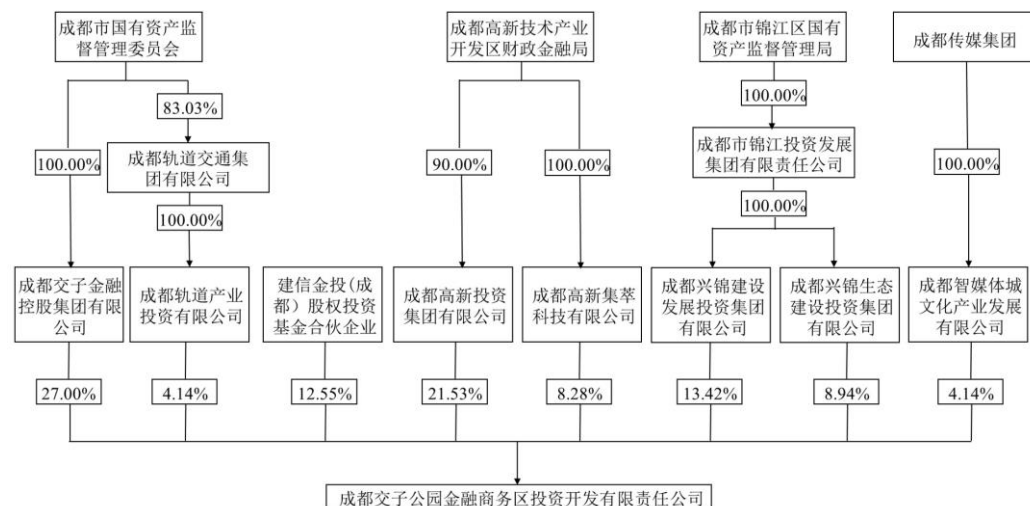 成都市国有资产监
督管理委员会
成都高新技术产业
开发区财政金融局
成都市锦江区国有
资产监督管理局
成都传媒集团
83.03%
100.00%
成都轨道交通集
团有限公司
成都市锦江投资发展
集团有限责任公司
100.00%
90.00%
100.00%
100.00%
100.00%
100.00%
成都交子金融
控股集团有限
公司
成都轨道产业
投资有限公司
建信金投(成
都）股权投资
基金合伙企业
成都高新投资
集团有限公司
成都高新集萃
科技有限公司
成都兴锦建设
发展投资集团
有限公司
成都兴锦生态
建设投资集团
有限公司
成都智媒体城
文化产业发展
有限公司
27.00%
4.14%
12.55%
21.53%
8.28%
13.42%
8.94%
4.14%
成都交子公园金融商务区投资开发有限责任公司